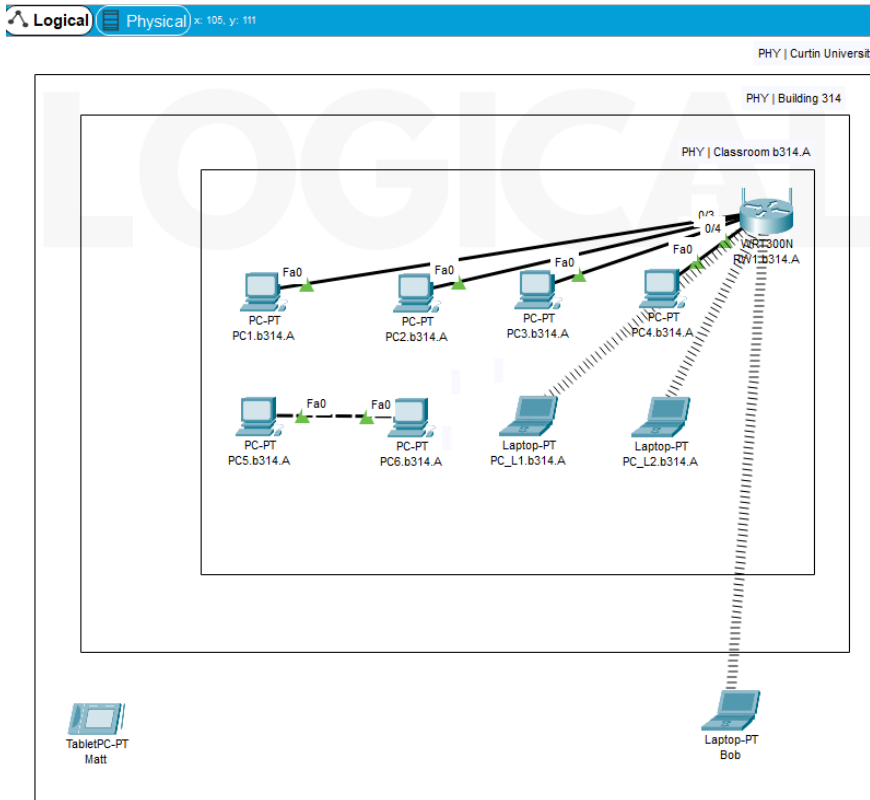 Logical Physical x: 105, y: 111
PHY | Curtin Universit
PHY | Building 314
LOGICAL
PHY | Classroom b314.A
0/3
0/4
WRT300N
RW1.b314.A
Fa0
Fa0
Fa0
Fa0
PC-PT
PC1.b314.A
PC-PT
PC2.b314.A
PC-PT
PC3.b314.A
PC-PT
PC4.b314.A
Fa0
Fa0
PC-PT
PC5.b314.A
PC-PT
PC6.b314.A
Laptop-PT
PC_L1.b314.A
Laptop-PT
PC_L2.b314.A
TabletPC-PT
Matt
Laptop-PT
Bob